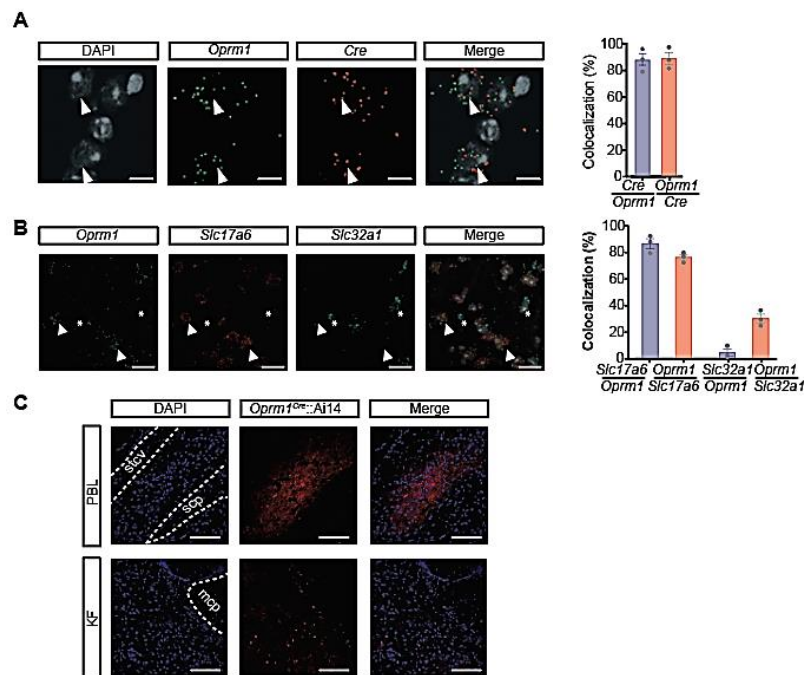 A
DAPI Oprm1 Cre Merge
Colocalization (%)
100
80
60
40
20
0
Cre Oprm1
Oprm1 Cre
B
Oprm1 Slc17a6 Slc32a1 Merge
* * * * * * * *
Colocalization (%)
100
80
60
40
20
0
Slc17a6 Oprm1 Slc32a1 Oprm1
Oprm1 Slc17a6 Oprm1 Slc32a1
C
DAPI Oprm1Cre::Ai14 Merge
PBL
stcv
scp
KF
mcp